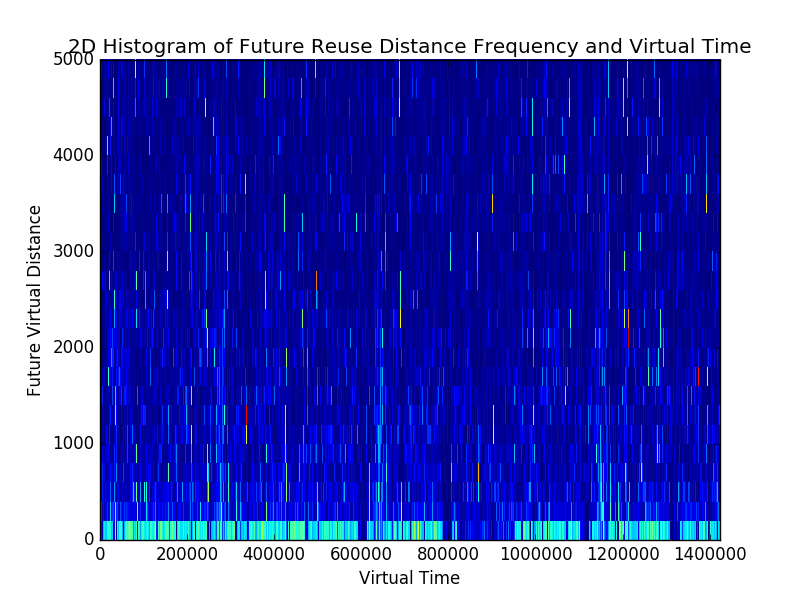 2D Histogram of Future Reuse Distance Frequency and Virtual Time
5000
4000
3000
2000
1000
0
Future Virtual Distance
0 200000 400000 600000 800000 1000000 1200000 1400000
Virtual Time